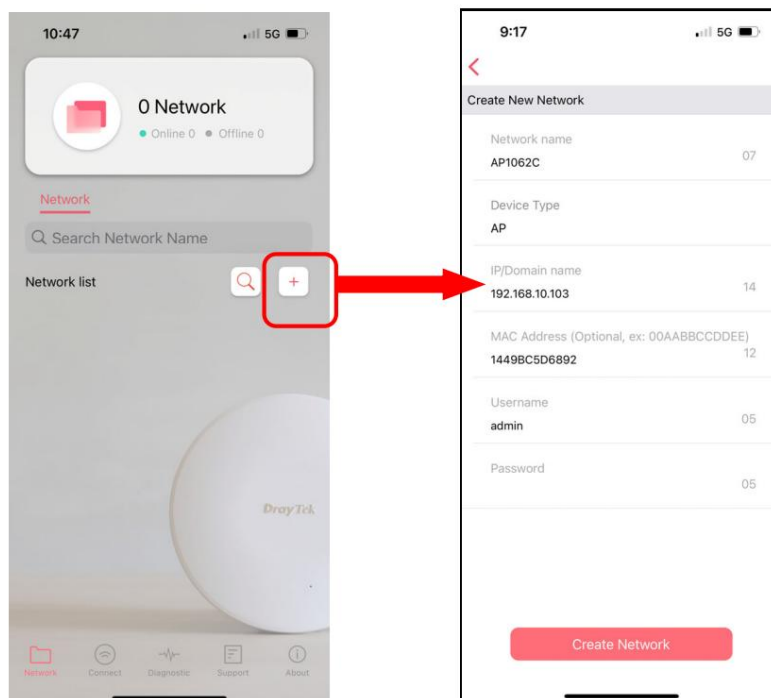 10:47
5G
0 Network
Online 0 Offline 0
Network
Search Network Name
Network list
+
DrayTek
Network Connect Diagnostic Support About
9:17
5G
Create New Network
Network name
AP1062C 07
Device Type
AP
IP/Domain name
192.168.10.103 14
MAC Address (Optional, ex: 00AABBCCDDEE)
1449BC5D6892 12
Username
admin 05
Password
05
Create Network